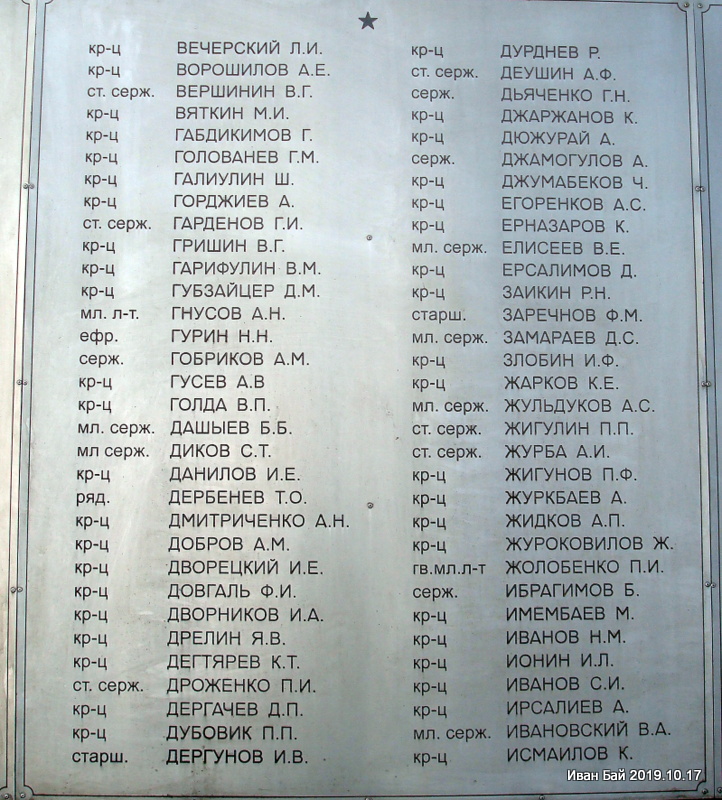 кр-ц ВЕЧЕРСКИЙ Л.И.
кр-ц ВОРОШИЛОВ А.Е.
ст. серж. ВЕРШИНИН В.Г.
кр-ц ВЯТКИН М.И.
кр-ц ГАБДИКИМОВ Г.
кр-ц ГОЛОВАНЕВ Г.М.
кр-ц ГАЛИУЛИН Ш.
кр-ц ГОРДЖИЕВ А.
ст. серж. ГАРДЕНОВ Г.И.
кр-ц ГРИШИН В.Г.
кр-ц ГАРИФУЛИН В.М.
кр-ц ГУБЗАЙЦЕР Д.М.
мл. л-т. ГНУСОВ А.Н.
ефр. ГУРИН Н.Н.
серж. ГОБРИКОВ А.М.
кр-ц ГУСЕВ А.В
кр-ц ГОЛДА В.П.
мл. серж. ДАШЫЕВ Б.Б.
мл серж. ДИКОВ С.Т.
кр-ц ДАНИЛОВ И.Е.
ряд. ДЕРБЕНЕВ Т.О.
кр-ц ДМИТРИЧЕНКО А.Н.
кр-ц ДОБРОВ А.М.
кр-ц ДВОРЕЦКИЙ И.Е.
кр-ц ДОВГАЛЬ Ф.И.
кр-ц ДВОРНИКОВ И.А.
кр-ц ДРЕЛИН Я.В.
кр-ц ДЕГТЯРЕВ К.Т.
ст. серж. ДРОЖЕНКО П.И.
кр-ц ДЕРГАЧЕВ Д.П.
кр-ц ДУБОВИК П.П.
старш. ДЕРГУНОВ И.В.
кр-ц ДУРДНЕВ Р.
ст. серж. ДЕУШИН А.Ф.
серж. ДЬЯЧЕНКО Г.Н.
кр-ц ДЖАРЖАНОВ К.
кр-ц ДЮЖУРАЙ А.
серж. ДЖАМОГУЛОВ А.
кр-ц ДЖУМАБЕКОВ Ч.
кр-ц ЕГОРЕНКОВ А.С.
кр-ц ЕРНАЗАРОВ К.
мл. серж. ЕЛИСЕЕВ В.Е.
кр-ц ЕРСАЛИМОВ Д.
кр-ц ЗАИКИН Р.Н.
старш. ЗАРЕЧНОВ Ф.М.
мл. серж. ЗАМАРАЕВ Д.С.
кр-ц ЗЛОБИН И.Ф.
кр-ц ЖАРКОВ К.Е.
мл. серж. ЖУЛЬДУКОВ А.С.
ст. серж. ЖИГУЛИН П.П.
ст. серж. ЖУРБА А.И.
кр-ц ЖИГУНОВ П.Ф.
кр-ц ЖУРКБАЕВ А.
кр-ц ЖИДКОВ А.П.
кр-ц ЖУРОКОВИЛОВ Ж.
гв.мл.л-т ЖОЛОБЕНКО П.И.
серж. ИБРАГИМОВ Б.
кр-ц ИМЕМБАЕВ М.
кр-ц ИВАНОВ Н.М.
кр-ц ИОНИН И.Л.
кр-ц ИВАНОВ С.И.
кр-ц ИРСАЛИЕВ А.
мл. серж. ИВАНОВСКИЙ В.А.
кр-ц ИСМАИЛОВ К.
Иван Бай 2019.10.17